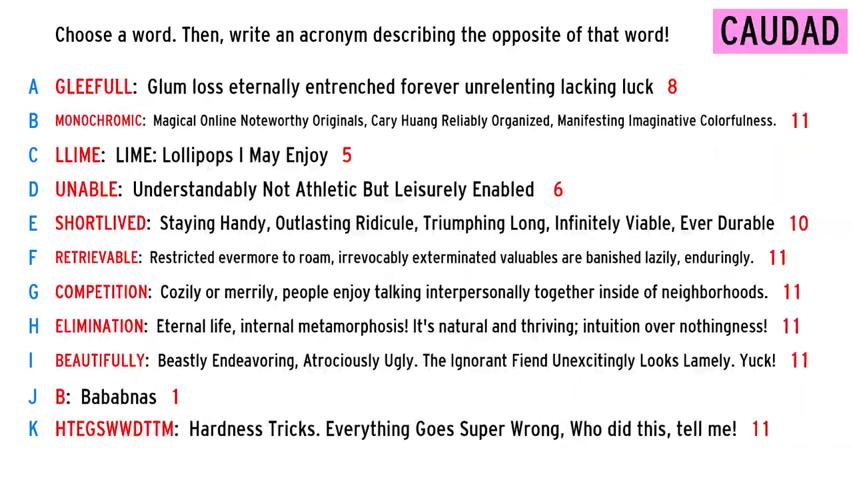 Choose a word. Then, write an acronym describing the opposite of that word!
CAUDAD
A GLEEFULL: Glum loss eternally entrenched forever unrelenting lacking luck 8
B MONOCHROMIC: Magical Online Noteworthy Originals, Cary Huang Reliably Organized, Manifesting Imaginative Colorfulness. 11
C LLIME: LIME: Lollipops I May Enjoy 5
D UNABLE: Understandably Not Athletic But Leisurely Enabled 6
E SHORTLIVED: Staying Handy, Outlasting Ridicule, Triumphing Long, Infinitely Viable, Ever Durable 10
F RETRIEVABLE: Restricted evermore to roam, irrevocably exterminated valuables are banished lazily, enduringly. 11
G COMPETITION: Cozily or merrily, people enjoy talking interpersonally together inside of neighborhoods. 11
H ELIMINATION: Eternal life, internal metamorphosis! It's natural and thriving; intuition over nothingness! 11
I BEAUTIFULLY: Beastly Endeavoring, Atrociously Ugly. The Ignorant Fiend Unexcitingly Looks Lamely. Yuck! 11
J B: Bababnas 1
K HTEGSWWDTTM: Hardness Tricks. Everything Goes Super Wrong, Who did this, tell me! 11